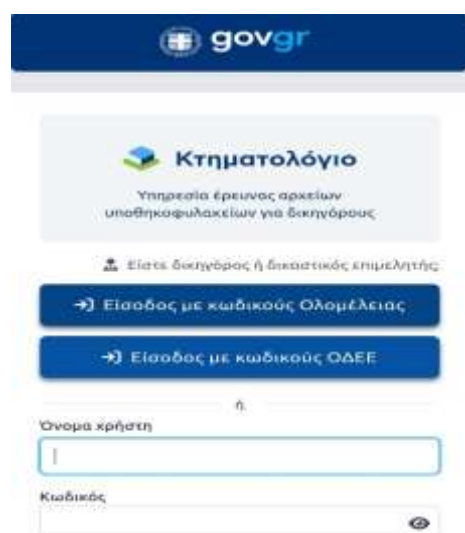 govgr
Κτηματολόγιο
Υπηρεσία έρευνας αρχείων
υποθηκοφυλακείων για δικηγόρους
Είστε δικηγόρος ή δικαστικός επιμελητής;
Είσοδος με κωδικούς Ολομέλειας
Είσοδος με κωδικούς ΟΔΕΕ
ή
Όνομα χρήστη
Κωδικός